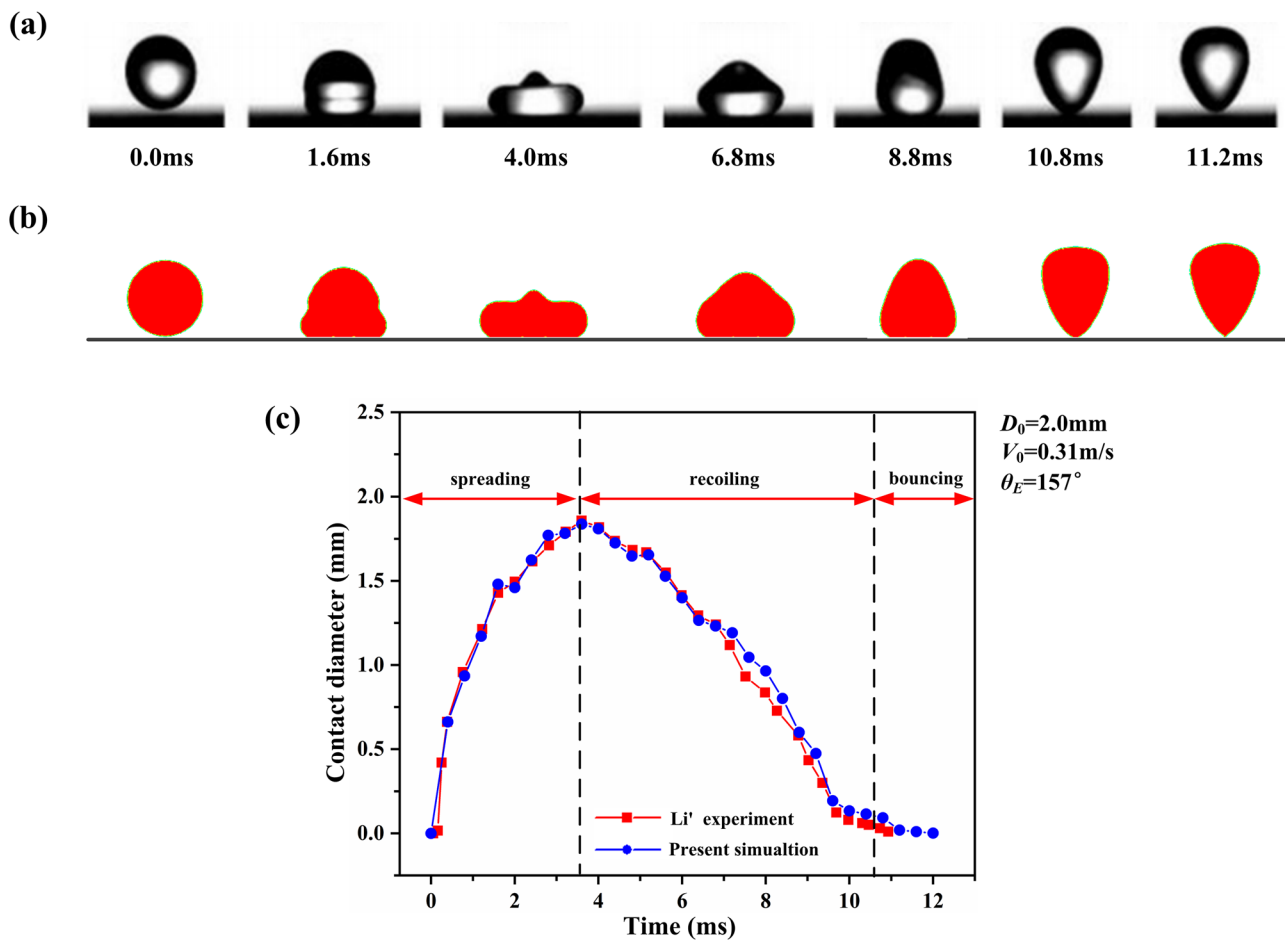 (a)
0.0ms 1.6ms 4.0ms 6.8ms 8.8ms 10.8ms 11.2ms
(b)
(c)
D0=2.0mm
V0=0.31m/s
θE=157°
spreading recoiling bouncing
Contact diameter (mm)
2.5
2.0
1.5
1.0
0.5
0.0
Li' experiment
Present simualtion
0 2 4 6 8 10 12
Time (ms)